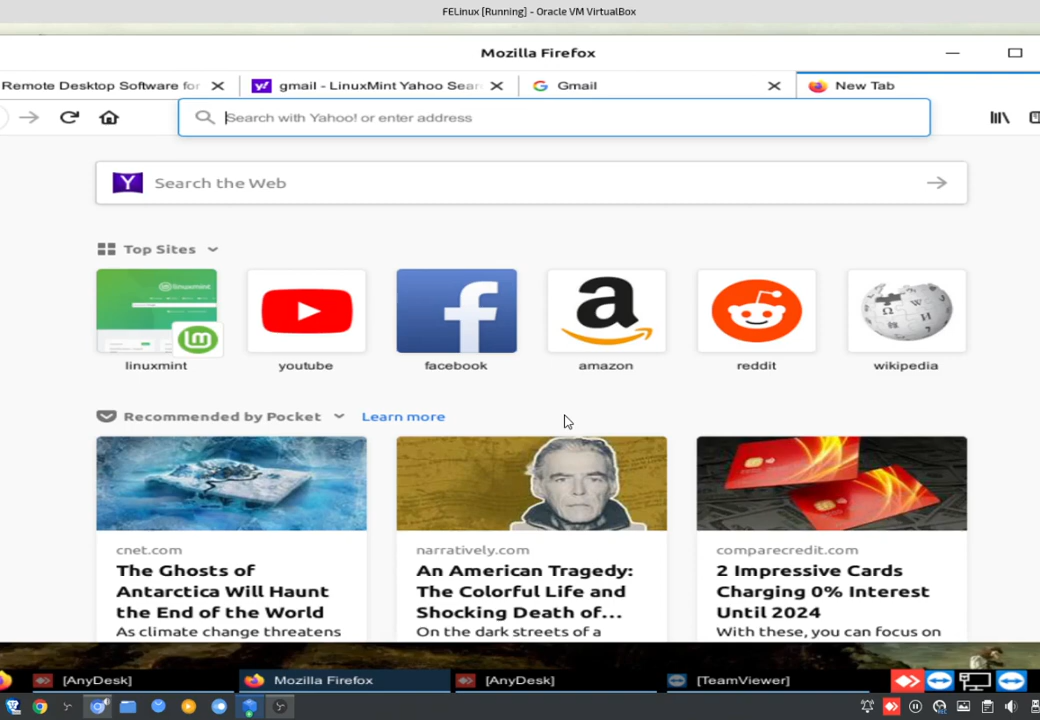 FELinux [Running] - Oracle VM VirtualBox
Mozilla Firefox
Remote Desktop Software for
gmail - LinuxMint Yahoo Sear
Gmail
New Tab
Search with Yahoo! or enter address
Search the Web
Top Sites
linuxmint
linuxmint
youtube
facebook
amazon
reddit
wikipedia
Recommended by Pocket
Learn more
cnet.com
The Ghosts of
Antarctica Will Haunt
the End of the World
As climate change threatens
narratively.com
An American Tragedy:
The Colorful Life and
Shocking Death of...
On the dark streets of a
comparecredit.com
2 Impressive Cards
Charging 0% Interest
Until 2024
With these, you can focus on
[AnyDesk]
Mozilla Firefox
[AnyDesk]
[TeamViewer]